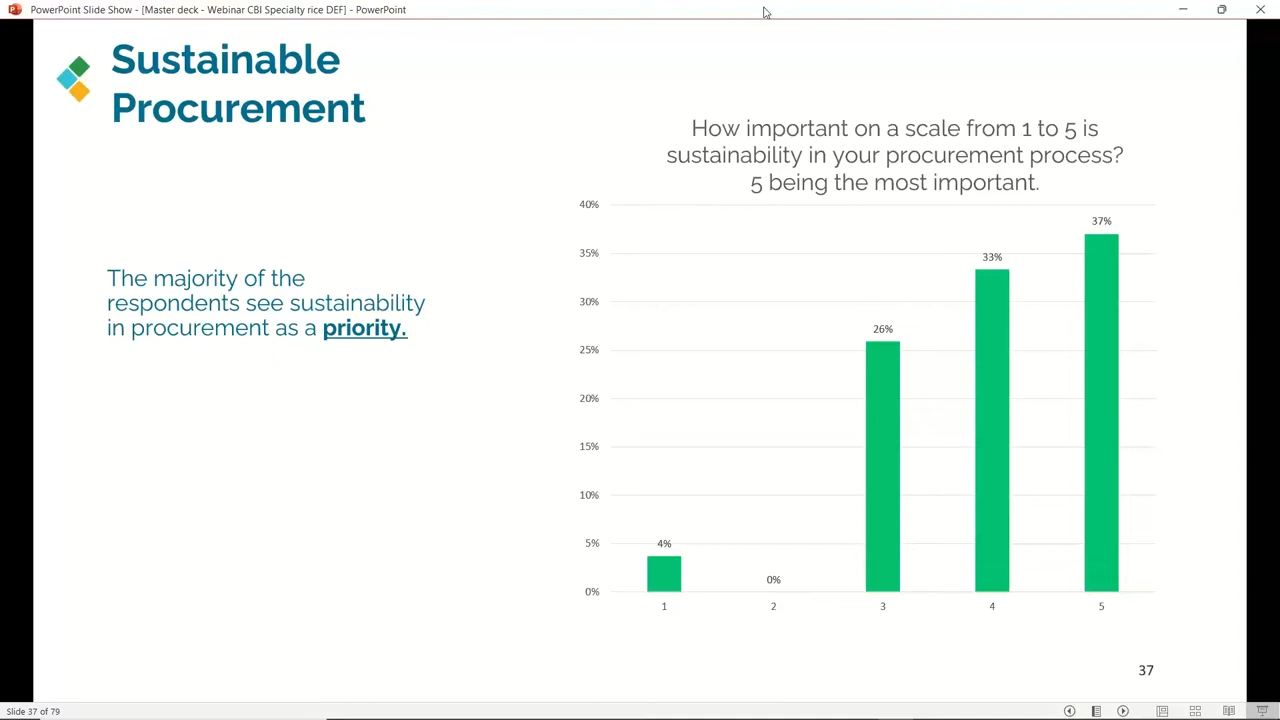 PowerPoint Slide Show - [Master deck - Webinar CBI Specialty rice DEF] - PowerPoint
Sustainable
Procurement
The majority of the
respondents see sustainability
in procurement as a priority.
How important on a scale from 1 to 5 is
sustainability in your procurement process?
5 being the most important.
40%
35%
30%
25%
20%
15%
10%
5%
0%
4%
0%
26%
33%
37%
1 2 3 4 5
37
Slide 37 of 79